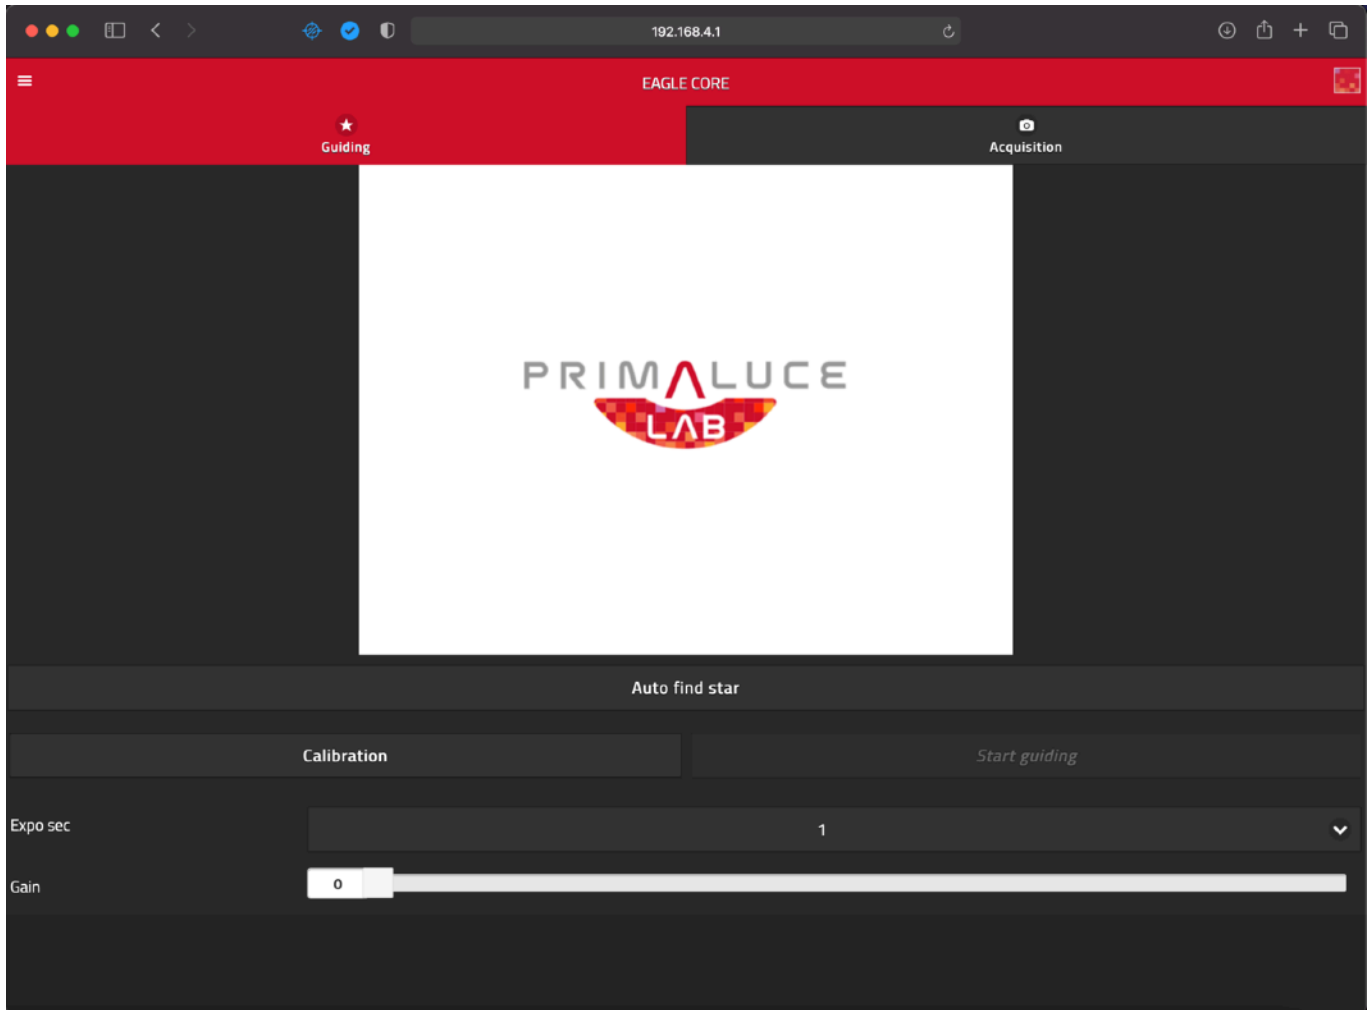 192.168.4.1
EAGLE CORE
Guiding
Acquisition
PRIMALUCE
LAB
Auto find star
Calibration
Start guiding
Expo sec
1
Gain
0